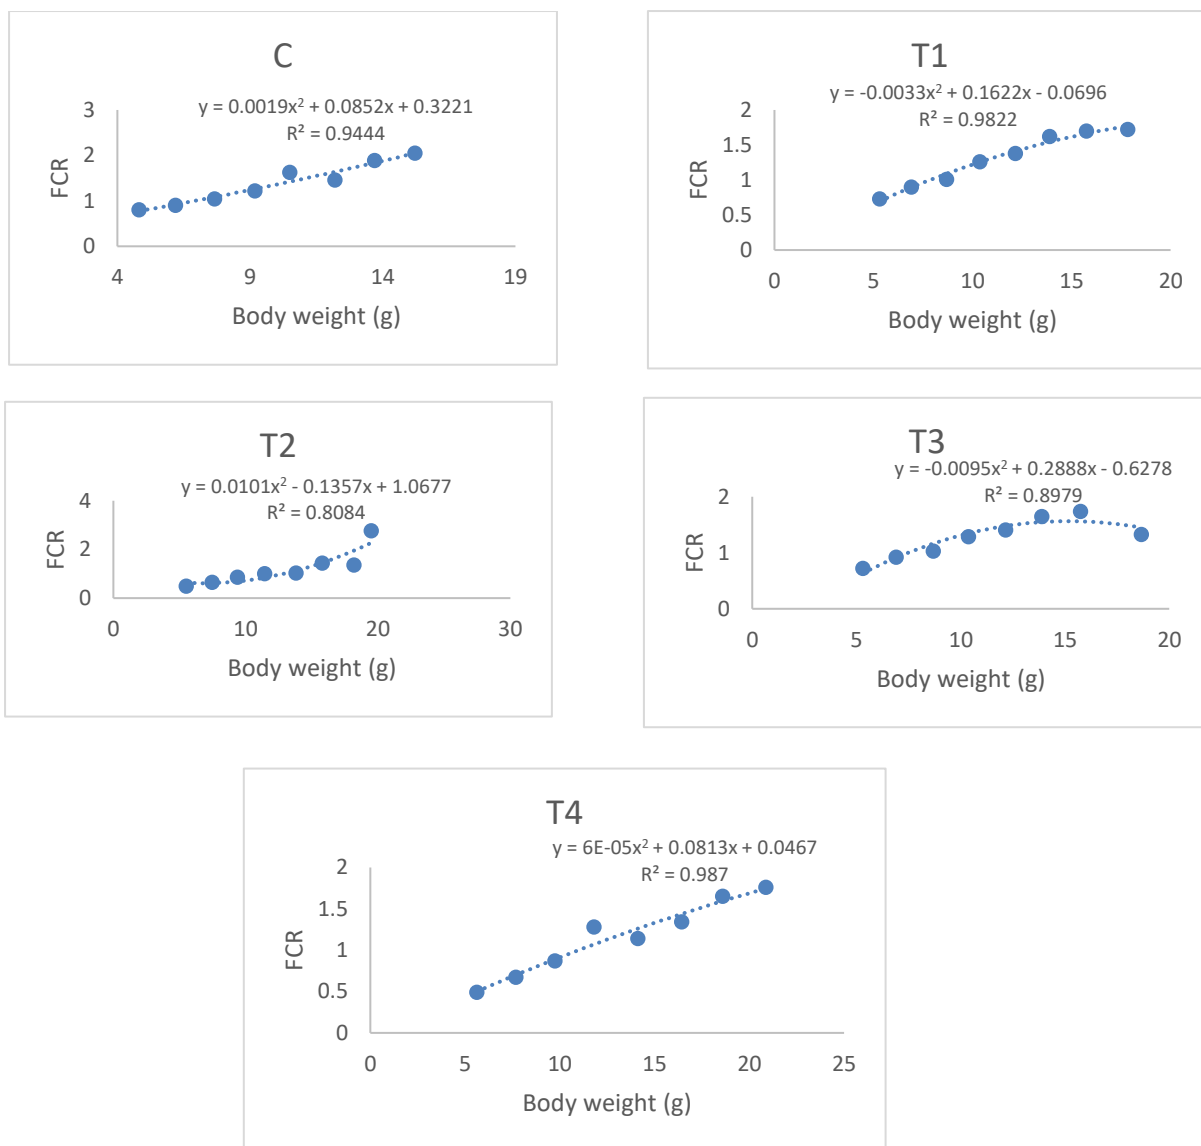 C
y = 0.0019x² + 0.0852x + 0.3221
R² = 0.9444
3
2
1
0
FCR
4 9 14 19
Body weight (g)
T1
y = -0.0033x² + 0.1622x - 0.0696
R² = 0.9822
2
1.5
1
0.5
0
FCR
0 5 10 15 20
Body weight (g)
T2
y = 0.0101x² - 0.1357x + 1.0677
R² = 0.8084
4
2
0
FCR
0 10 20 30
Body weight (g)
T3
y = -0.0095x² + 0.2888x - 0.6278
R² = 0.8979
2
1
0
FCR
0 5 10 15 20
Body weight (g)
T4
y = 6E-05x² + 0.0813x + 0.0467
R² = 0.987
2
1.5
1
0.5
0
FCR
0 5 10 15 20 25
Body weight (g)